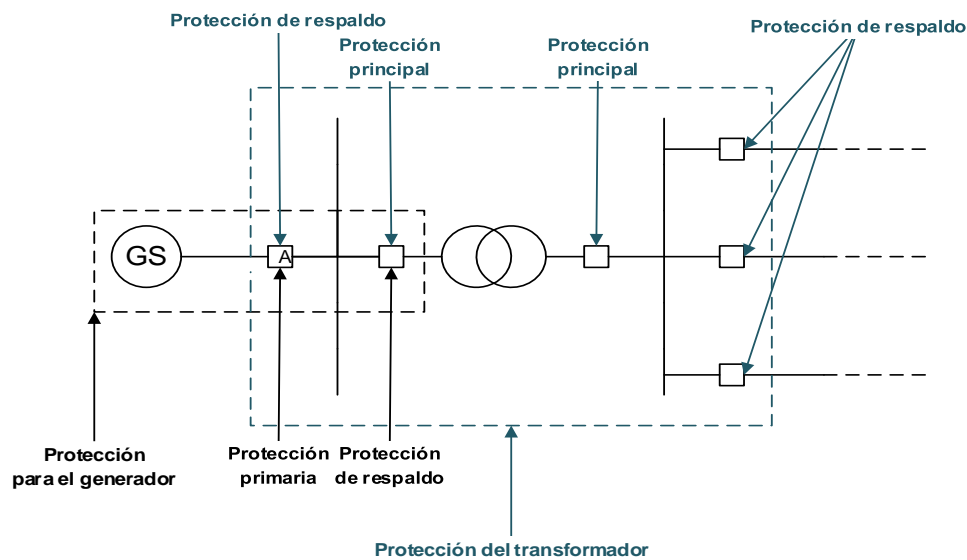 Protección de respaldo
Protección
principal
Protección
principal
Protección de respaldo
GS
A
Protección
para el generador
Protección
primaria
Protección
de respaldo
Protección del transformador